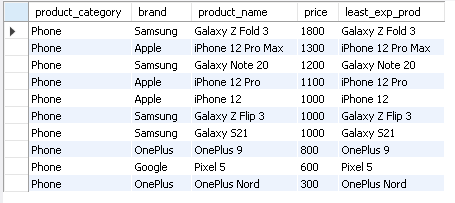 product_category brand product_name price least_exp_prod
Phone Samsung Galaxy Z Fold 3 1800 Galaxy Z Fold 3
Phone Apple iPhone 12 Pro Max 1300 iPhone 12 Pro Max
Phone Samsung Galaxy Note 20 1200 Galaxy Note 20
Phone Apple iPhone 12 Pro 1100 iPhone 12 Pro
Phone Apple iPhone 12 1000 iPhone 12
Phone Samsung Galaxy Z Flip 3 1000 Galaxy Z Flip 3
Phone Samsung Galaxy S21 1000 Galaxy S21
Phone OnePlus OnePlus 9 800 OnePlus 9
Phone Google Pixel 5 600 Pixel 5
Phone OnePlus OnePlus Nord 300 OnePlus Nord